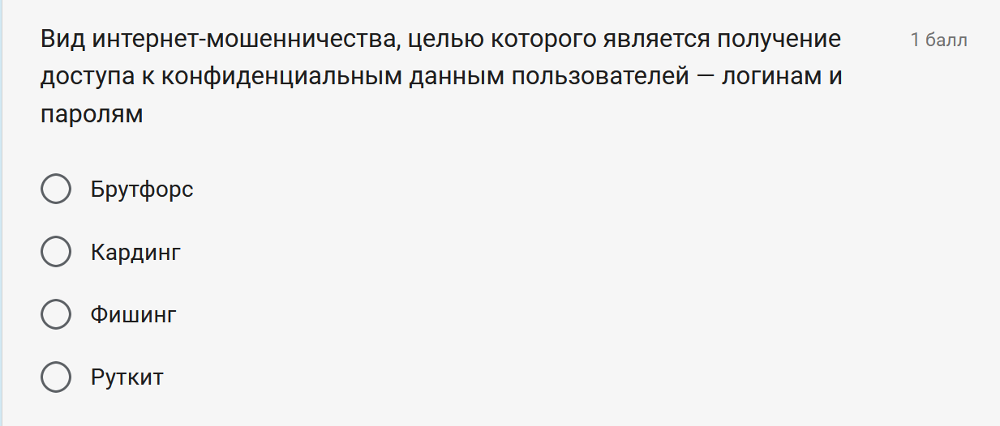 Вид интернет-мошенничества, целью которого является получение
1 балл
доступа к конфиденциальным данным пользователей — логинам и
паролям
Брутфорс
Кардинг
Фишинг
Руткит